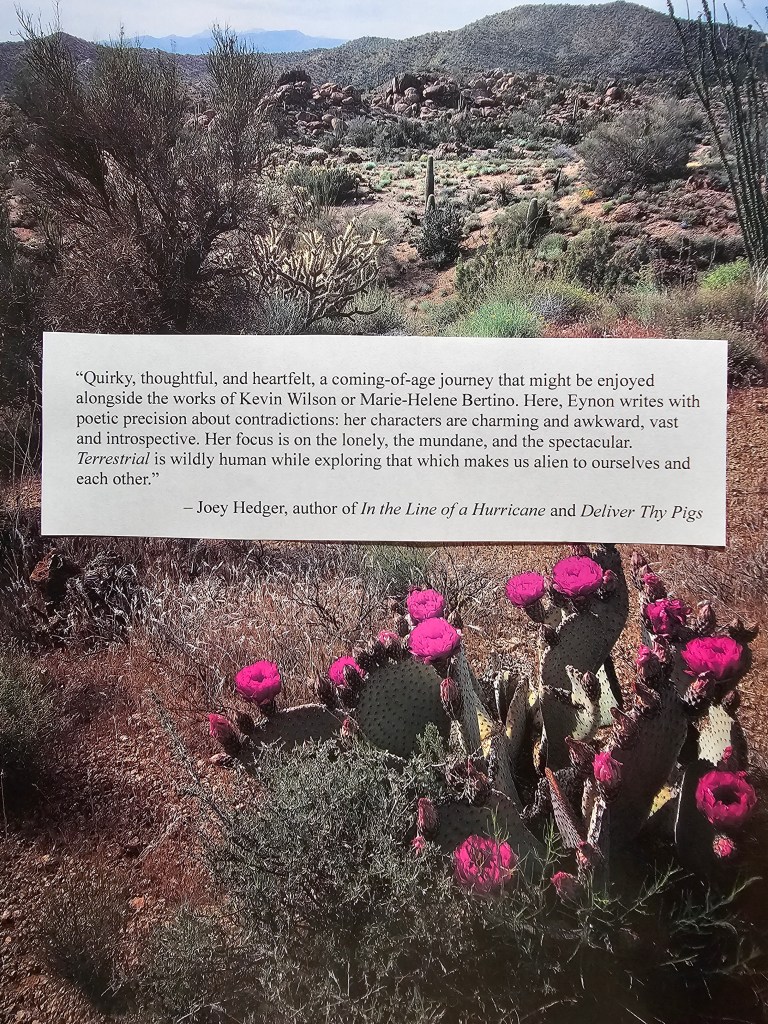 “Quirky, thoughtful, and heartfelt, a coming-of-age journey that might be enjoyed
alongside the works of Kevin Wilson or Marie-Helene Bertino. Here, Eynon writes with
poetic precision about contradictions: her characters are charming and awkward, vast
and introspective. Her focus is on the lonely, the mundane, and the spectacular.
Terrestrial is wildly human while exploring that which makes us alien to ourselves and
each other.”
– Joey Hedger, author of In the Line of a Hurricane and Deliver Thy Pigs